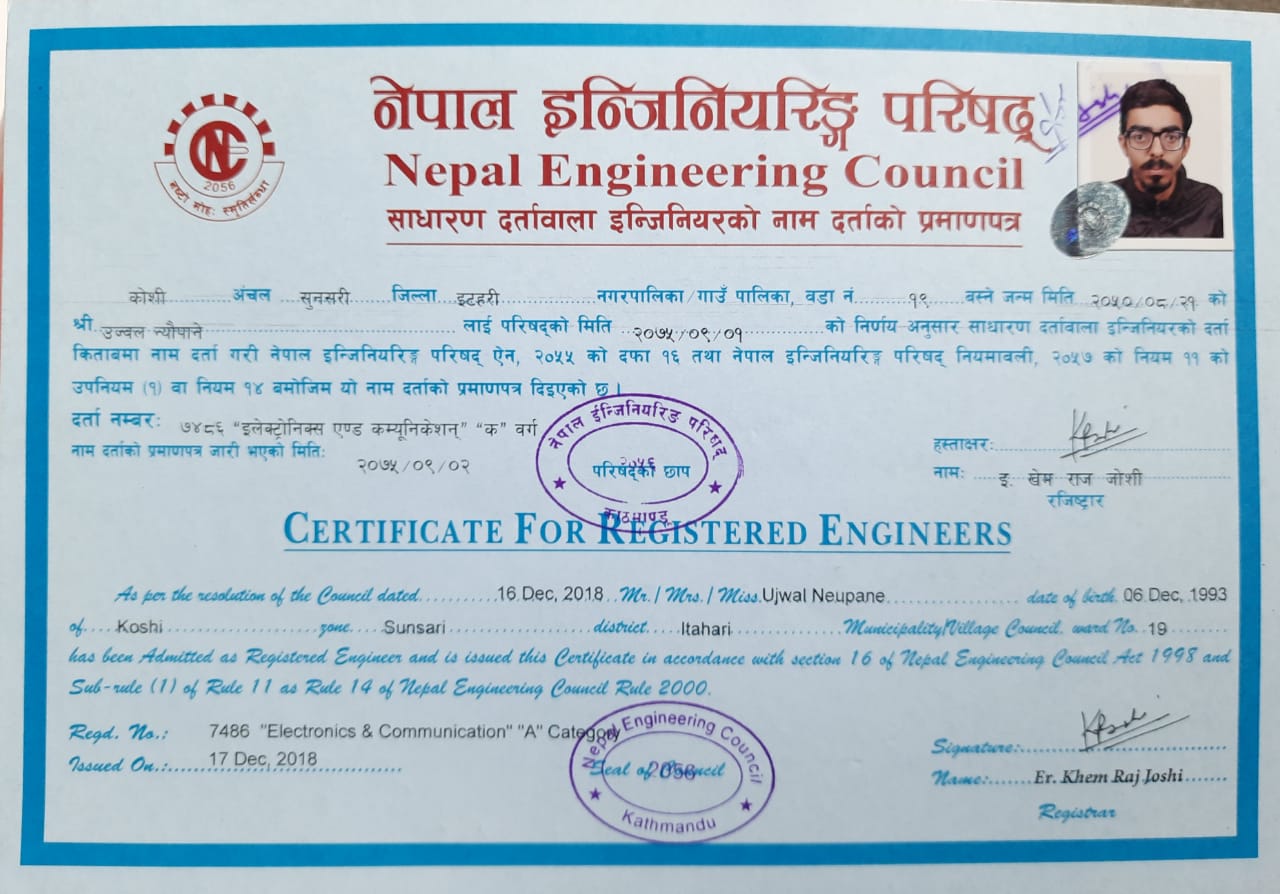 नेपाल इन्जिनियरिङ्ग परिषद्
Nepal Engineering Council
साधारण दर्तावाला इन्जिनियरको नाम दर्ताको प्रमाणपत्र
NEC
2056
नष्टो मोहः स्मृतिर्लब्धा
कोशी अंचल सुनसरी जिल्ला इटहरी नगरपालिका/गाउँ पालिका, वडा नं. १९ बस्ने जन्म मिति २०५०/०८/२१ को
श्री उज्वल न्यौपाने लाई परिषद्को मिति २०७५/०९/०१ को निर्णय अनुसार साधारण दर्तावाला इन्जिनियरको दर्ता
किताबमा नाम दर्ता गरी नेपाल इन्जिनियरिङ्ग परिषद् ऐन, २०५५ को दफा १६ तथा नेपाल इन्जिनियरिङ्ग परिषद् नियमावली, २०५७ को नियम ११ को
उपनियम (१) वा नियम १४ बमोजिम यो नाम दर्ताको प्रमाणपत्र दिइएको छ।
दर्ता नम्बरः ७४८६ "इलेक्ट्रोनिक्स एण्ड कम्यूनिकेशन्" "क" वर्ग
नाम दर्ताको प्रमाणपत्र जारी भएको मितिः २०७५/०९/०२
नेपाल ईन्जिनियरिङ परिषद्
२०५६
परिषद्को छाप
काठमाण्डू
हस्ताक्षरः
नामः इ. खेम राज जोशी
रजिष्ट्रार
CERTIFICATE FOR REGISTERED ENGINEERS
As per the resolution of the Council dated 16 Dec, 2018 Mr./ Mrs./ Miss. Ujwal Neupane date of birth 06 Dec, 1993
of Koshi zone Sunsari district Itahari Municipality/Village Council, ward No. 19
has been Admitted as Registered Engineer and is issued this Certificate in accordance with section 16 of Nepal Engineering Council Act 1998 and
Sub-rule (1) of Rule 11 as Rule 14 of Nepal Engineering Council Rule 2000.
Regd. No.: 7486 "Electronics & Communication" "A" Category
Issued On.: 17 Dec, 2018
Nepal Engineering Council
Seal of Council
2056
Kathmandu
Signature:
Name: Er. Khem Raj Joshi
Registrar